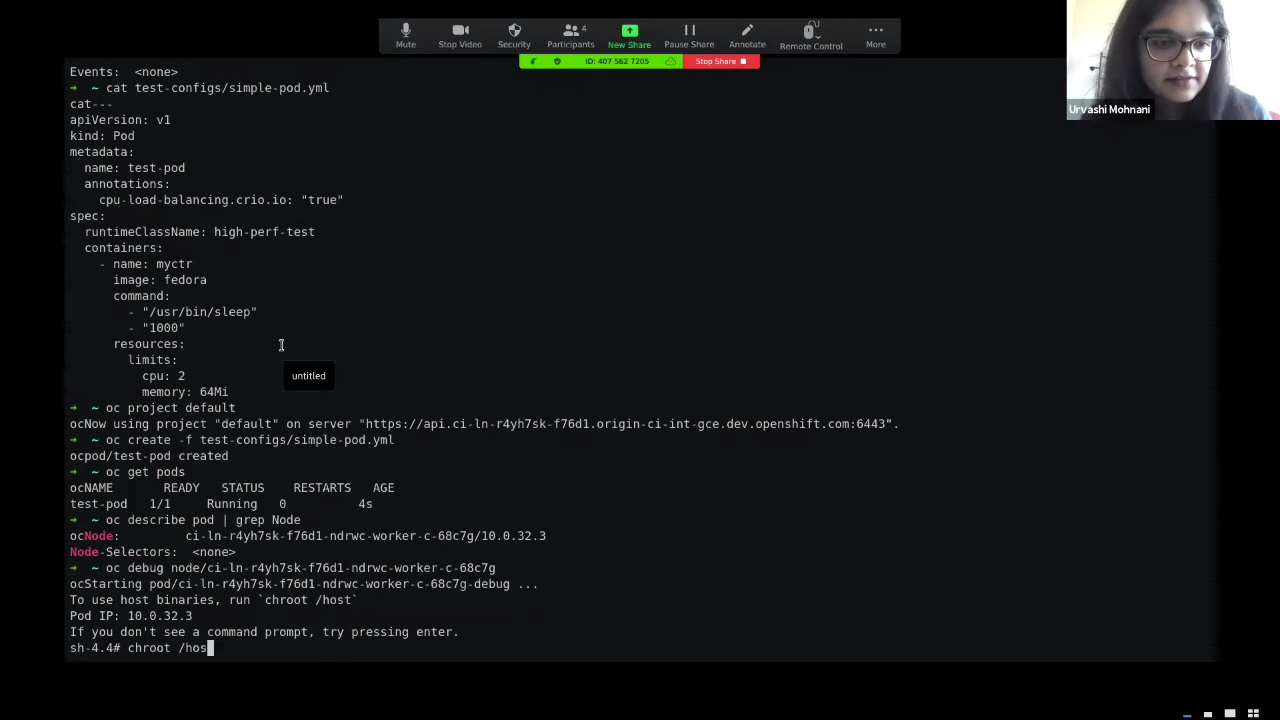 4
Mute
Stop Video
Security
Participants
New Share
Pause Share
Annotate
Remote Control
More
ID: 407 562 7205
Stop Share
Urvashi Mohnani
Events:  <none>
➜  ~ cat test-configs/simple-pod.yml
cat---
apiVersion: v1
kind: Pod
metadata:
  name: test-pod
  annotations:
    cpu-load-balancing.crio.io: "true"
spec:
  runtimeClassName: high-perf-test
  containers:
    - name: myctr
      image: fedora
      command:
        - "/usr/bin/sleep"
        - "1000"
      resources:
        limits:
          cpu: 2
          memory: 64Mi
untitled
➜  ~ oc project default
ocNow using project "default" on server "https://api.ci-ln-r4yh7sk-f76d1.origin-ci-int-gce.dev.openshift.com:6443".
➜  ~ oc create -f test-configs/simple-pod.yml
ocpod/test-pod created
➜  ~ oc get pods
ocNAME       READY   STATUS    RESTARTS   AGE
test-pod   1/1     Running   0          4s
➜  ~ oc describe pod | grep Node
ocNode:         ci-ln-r4yh7sk-f76d1-ndrwc-worker-c-68c7g/10.0.32.3
Node-Selectors:  <none>
➜  ~ oc debug node/ci-ln-r4yh7sk-f76d1-ndrwc-worker-c-68c7g
ocStarting pod/ci-ln-r4yh7sk-f76d1-ndrwc-worker-c-68c7g-debug ...
To use host binaries, run `chroot /host`
Pod IP: 10.0.32.3
If you don't see a command prompt, try pressing enter.
sh-4.4# chroot /hos